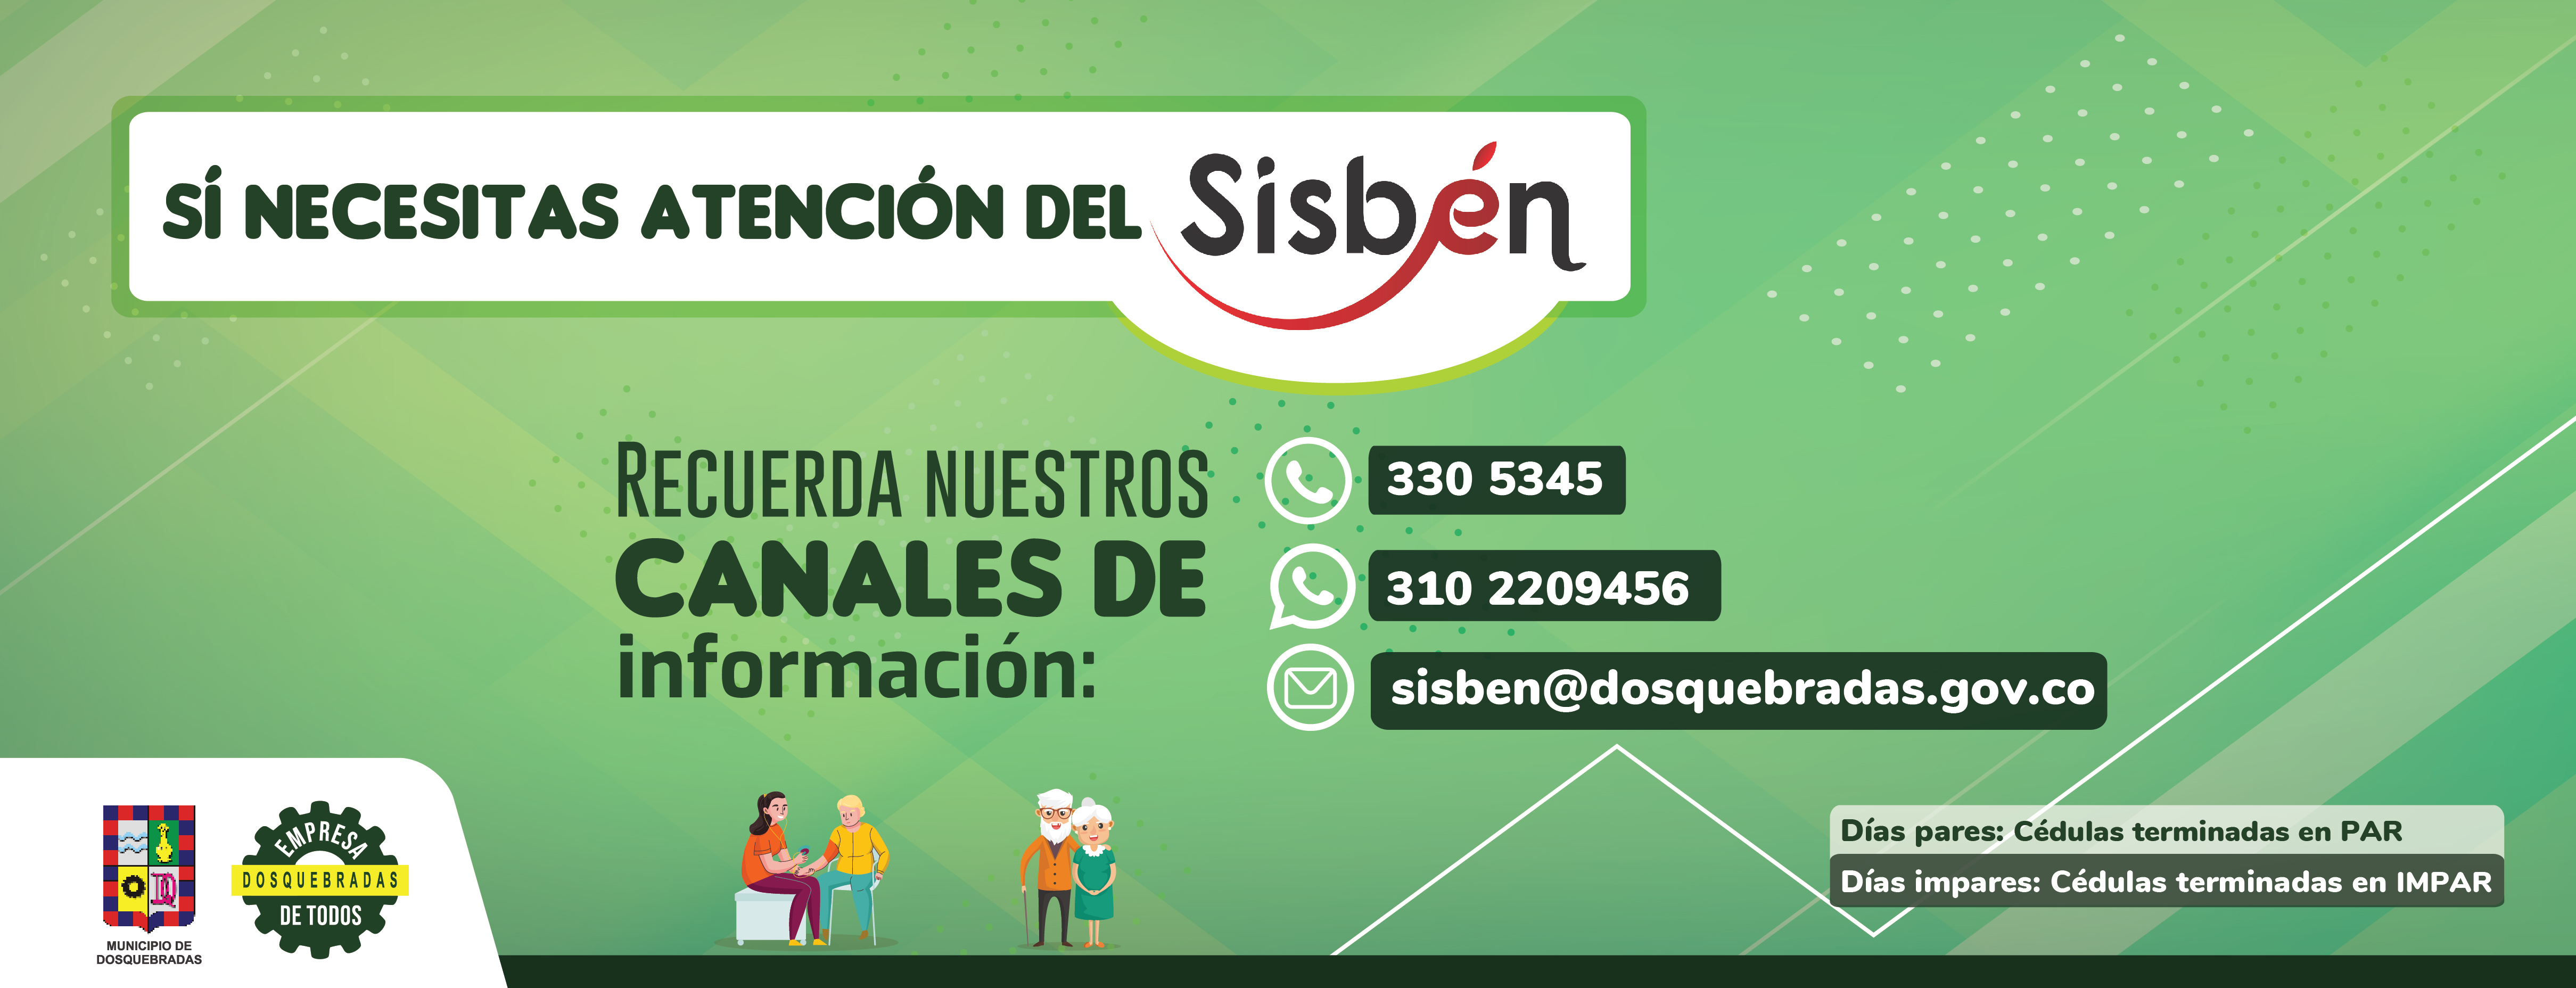 SÍ NECESITAS ATENCIÓN DEL Sisbén
RECUERDA NUESTROS
CANALES DE
información:
330 5345
310 2209456
sisben@dosquebradas.gov.co
MUNICIPIO DE
DOSQUEBRADAS
EMPRESA
DOSQUEBRADAS
DE TODOS
Días pares: Cédulas terminadas en PAR
Días impares: Cédulas terminadas en IMPAR